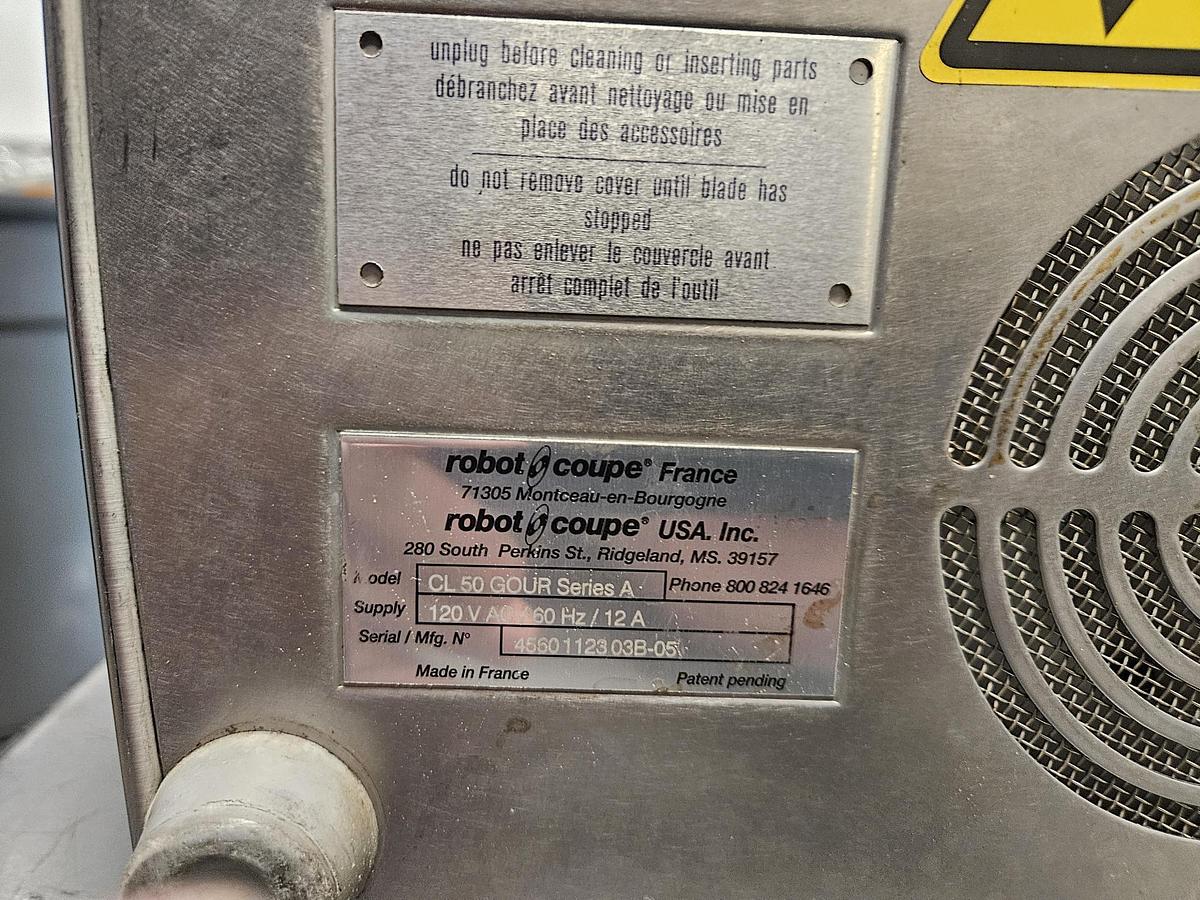 unplug before cleaning or inserting parts
débranchez avant nettoyage ou mise en
place des accessoires
do not remove cover until blade has
stopped
ne pas enlever le couvercle avant
arrêt complet de l'outil
robot coupe® France
71305 Montceau-en-Bourgogne
robot coupe® USA. Inc.
280 South Perkins St., Ridgeland, MS. 39157
Model CL 50 GOUR Series A Phone 800 824 1646
Supply 120 V AC 60 Hz / 12 A
Serial / Mfg. N° 4560112303B-05
Made in France Patent pending